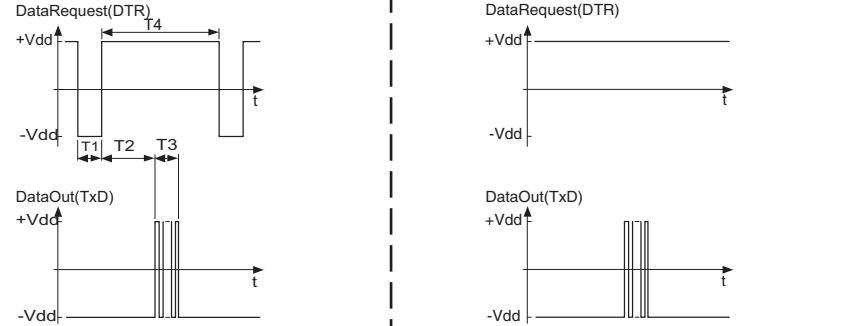 DataRequest(DTR)
T4
+Vdd
t
-Vdd
T1 T2 T3
DataOut(TxD)
+Vdd
t
-Vdd
DataRequest(DTR)
+Vdd
t
-Vdd
DataOut(TxD)
+Vdd
t
-Vdd